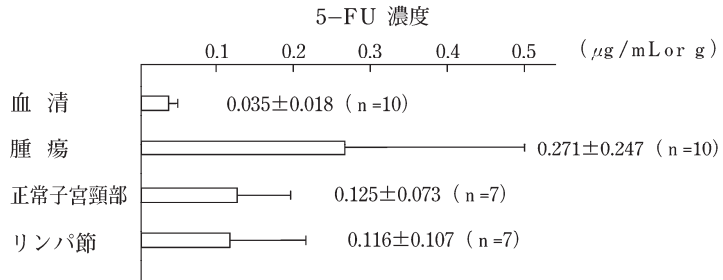 5−FU 濃度
0.1 0.2 0.3 0.4 0.5 (μg/mLor g)
血 清 0.035±0.018 (n=10)
腫 瘍 0.271±0.247 (n=10)
正常子宮頸部 0.125±0.073 (n=7)
リンパ節 0.116±0.107 (n=7)